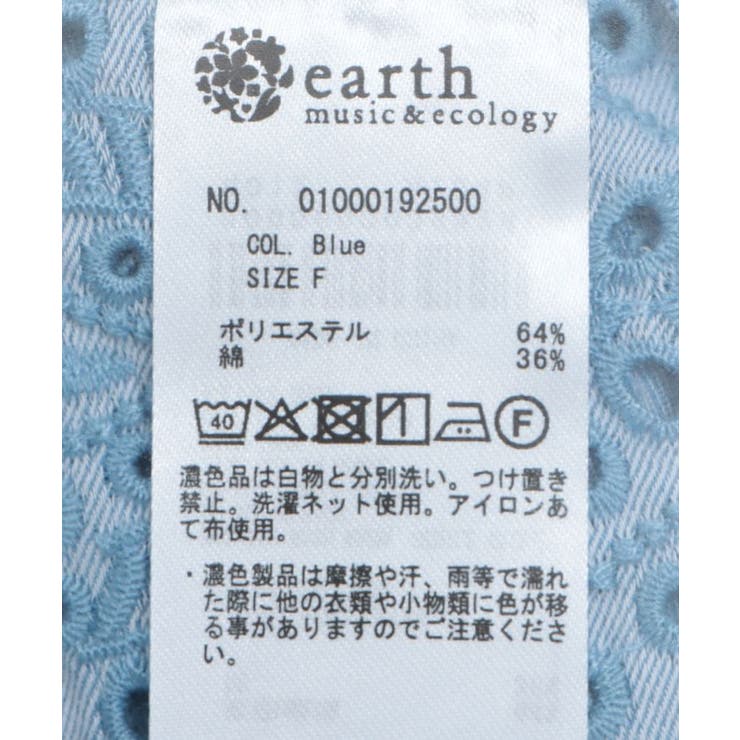 earth
music&ecology
NO. 01000192500
COL. Blue
SIZE F
ポリエステル 64%
綿 36%
40
F
濃色品は白物と分別洗い。つけ置き
禁止。洗濯ネット使用。アイロンあ
て布使用。
・濃色製品は摩擦や汗、雨等で濡れ
た際に他の衣類や小物類に色が移
る事がありますのでご注意くださ
い。